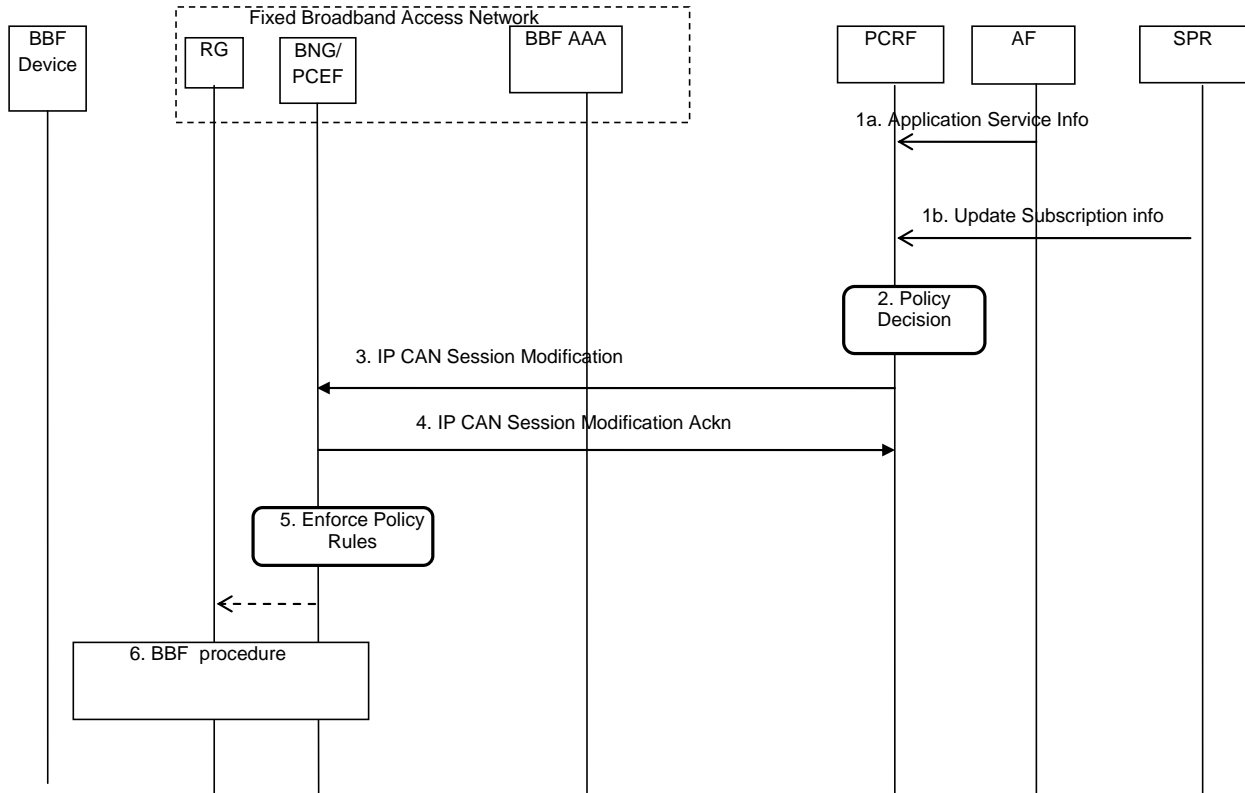 Fixed Broadband Access Network
BBF
Device
RG
BNG/
PCEF
BBF AAA
PCRF
AF
SPR
1a. Application Service Info
1b. Update Subscription info
2. Policy
Decision
3. IP CAN Session Modification
4. IP CAN Session Modification Ackn
5. Enforce Policy
Rules
6. BBF procedure